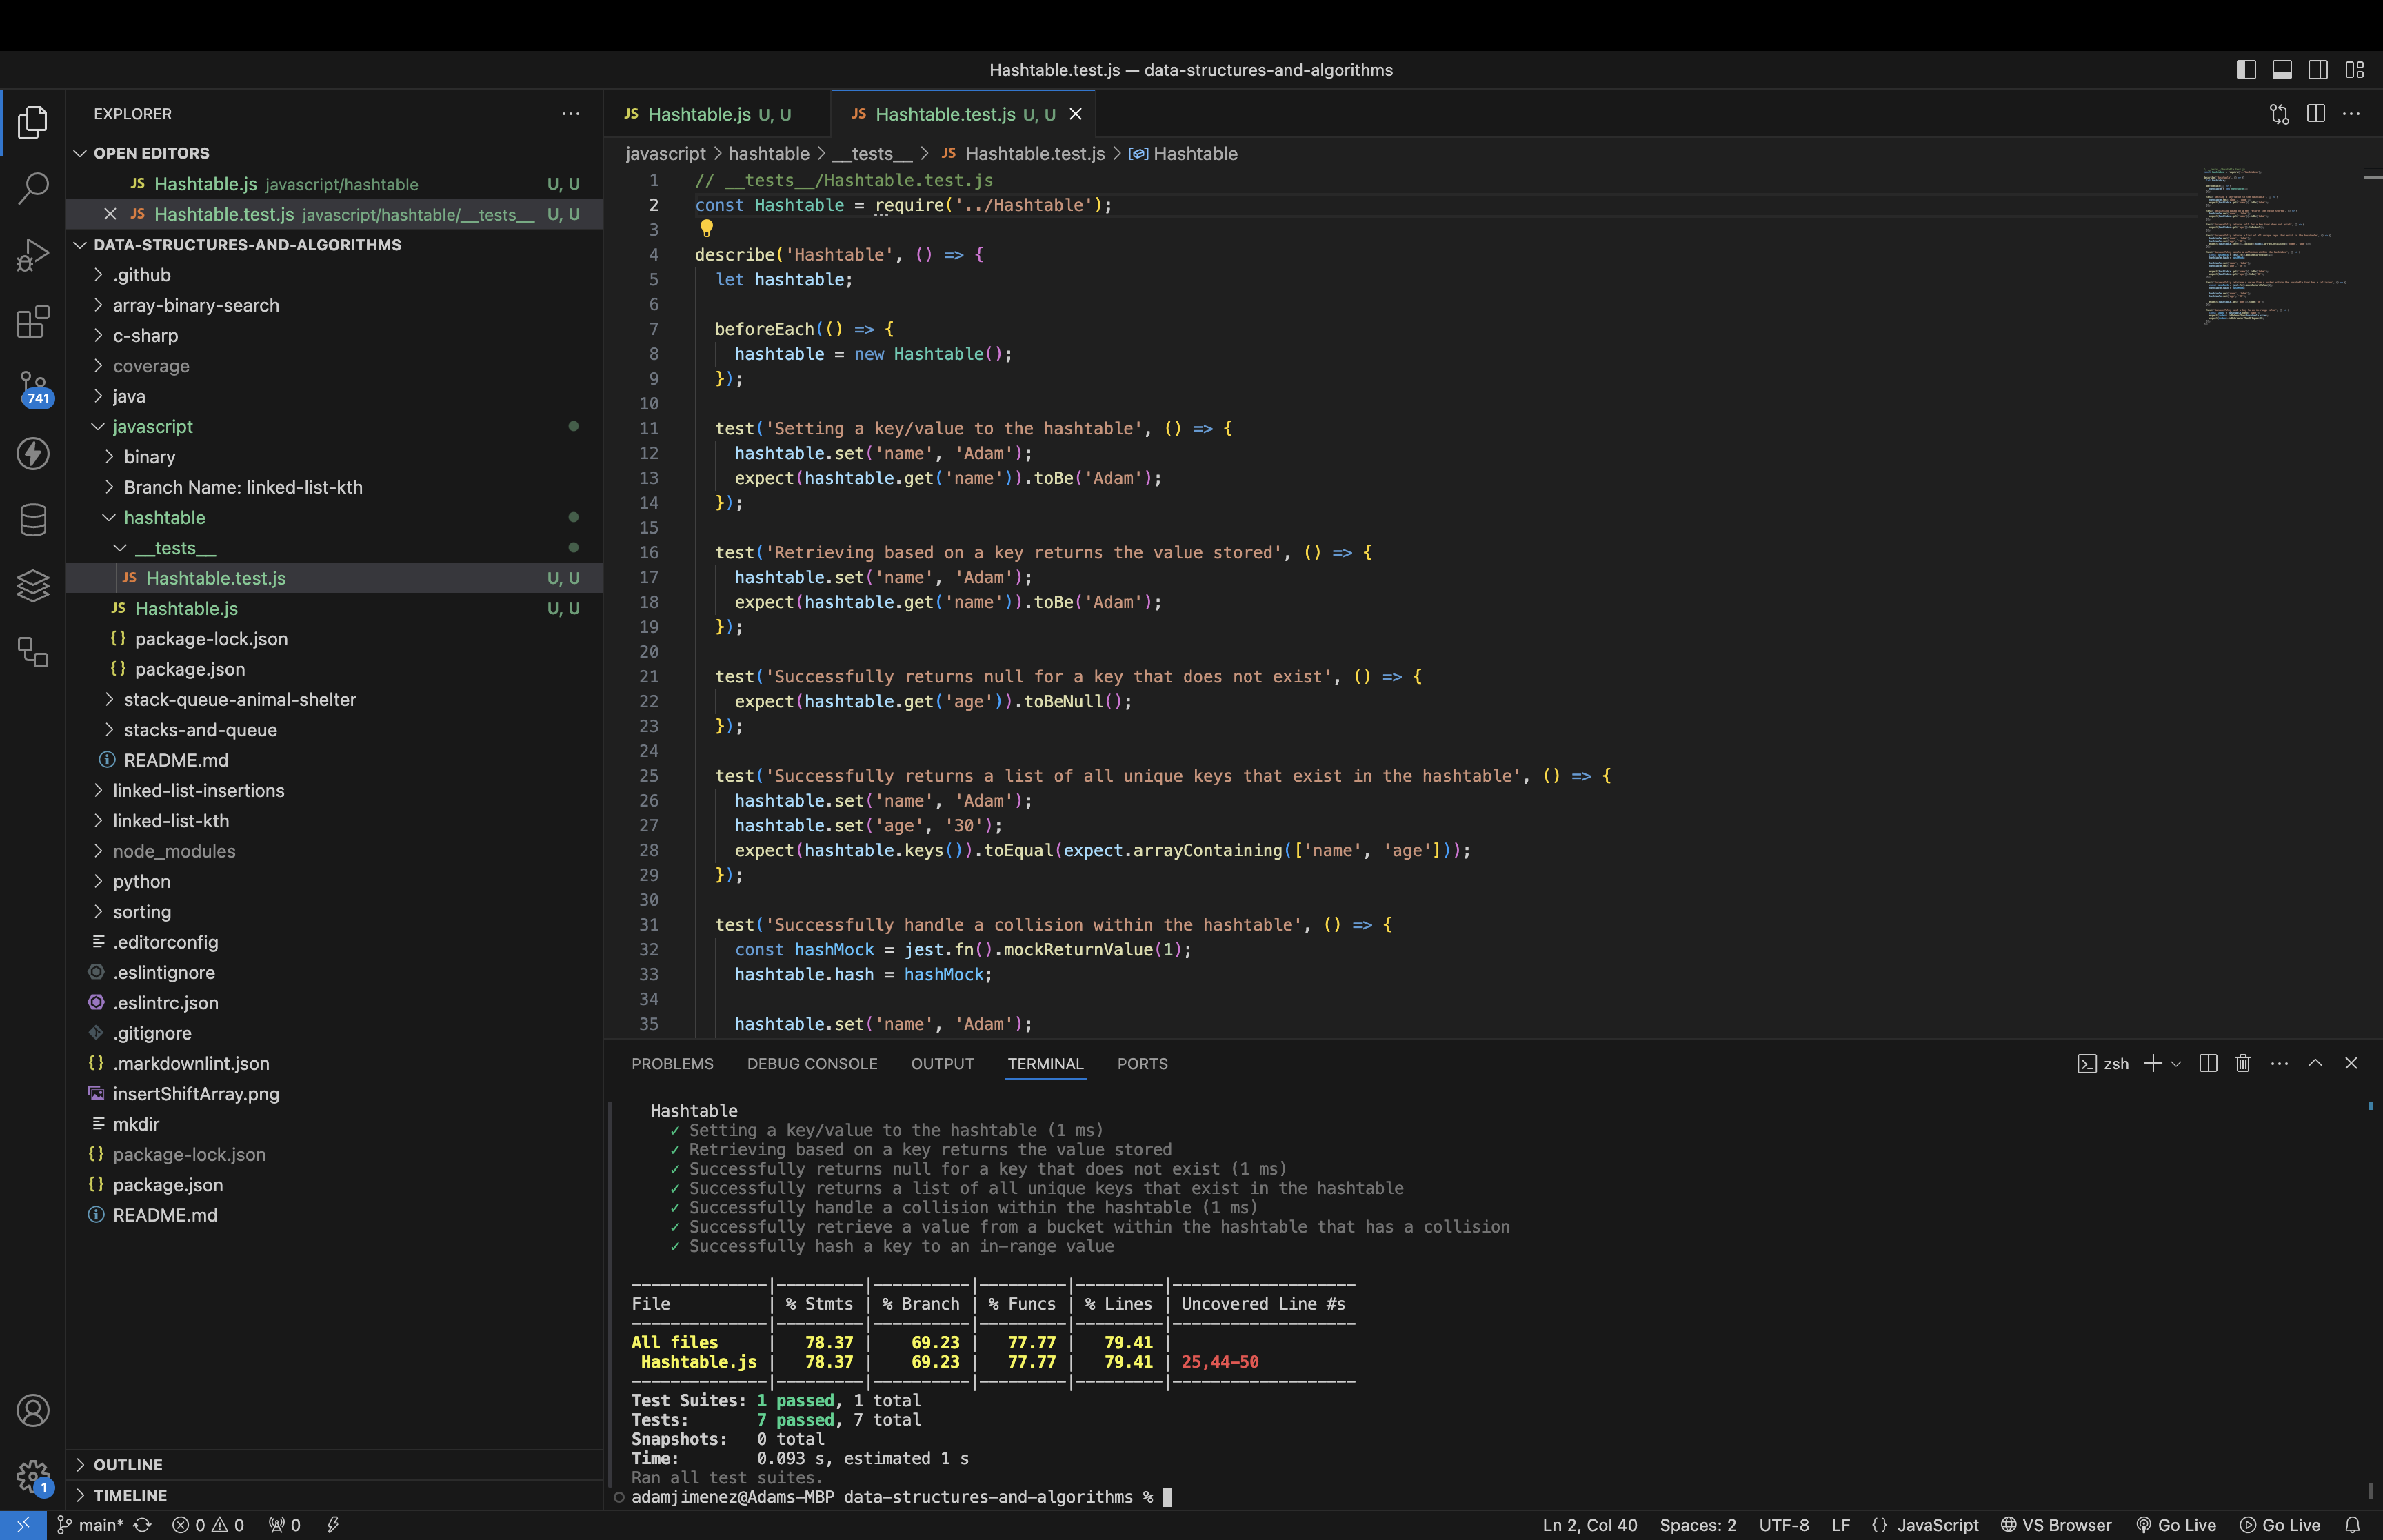 Hashtable.test.js — data-structures-and-algorithms
EXPLORER
OPEN EDITORS
JS Hashtable.js javascript/hashtable U, U
JS Hashtable.test.js javascript/hashtable/__tests__ U, U
DATA-STRUCTURES-AND-ALGORITHMS
.github
array-binary-search
c-sharp
coverage
java
javascript
binary
Branch Name: linked-list-kth
hashtable
__tests__
JS Hashtable.test.js U, U
JS Hashtable.js U, U
{} package-lock.json
{} package.json
stack-queue-animal-shelter
stacks-and-queue
README.md
linked-list-insertions
linked-list-kth
node_modules
python
sorting
.editorconfig
.eslintignore
.eslintrc.json
.gitignore
{} .markdownlint.json
insertShiftArray.png
mkdir
{} package-lock.json
{} package.json
README.md
OUTLINE
TIMELINE
741
1
JS Hashtable.js U, U
JS Hashtable.test.js U, U
javascript > hashtable > __tests__ > JS Hashtable.test.js > Hashtable
1 // __tests__/Hashtable.test.js
2 const Hashtable = require('../Hashtable');
3
4 describe('Hashtable', () => {
5 let hashtable;
6
7 beforeEach(() => {
8 hashtable = new Hashtable();
9 });
10
11 test('Setting a key/value to the hashtable', () => {
12 hashtable.set('name', 'Adam');
13 expect(hashtable.get('name')).toBe('Adam');
14 });
15
16 test('Retrieving based on a key returns the value stored', () => {
17 hashtable.set('name', 'Adam');
18 expect(hashtable.get('name')).toBe('Adam');
19 });
20
21 test('Successfully returns null for a key that does not exist', () => {
22 expect(hashtable.get('age')).toBeNull();
23 });
24
25 test('Successfully returns a list of all unique keys that exist in the hashtable', () => {
26 hashtable.set('name', 'Adam');
27 hashtable.set('age', '30');
28 expect(hashtable.keys()).toEqual(expect.arrayContaining(['name', 'age']));
29 });
30
31 test('Successfully handle a collision within the hashtable', () => {
32 const hashMock = jest.fn().mockReturnValue(1);
33 hashtable.hash = hashMock;
34
35 hashtable.set('name', 'Adam');
PROBLEMS DEBUG CONSOLE OUTPUT TERMINAL PORTS
zsh
Hashtable
✓ Setting a key/value to the hashtable (1 ms)
✓ Retrieving based on a key returns the value stored
✓ Successfully returns null for a key that does not exist (1 ms)
✓ Successfully returns a list of all unique keys that exist in the hashtable
✓ Successfully handle a collision within the hashtable (1 ms)
✓ Successfully retrieve a value from a bucket within the hashtable that has a collision
✓ Successfully hash a key to an in-range value
File | % Stmts | % Branch | % Funcs | % Lines | Uncovered Line #s
All files | 78.37 | 69.23 | 77.77 | 79.41 |
Hashtable.js | 78.37 | 69.23 | 77.77 | 79.41 | 25,44-50
Test Suites: 1 passed, 1 total
Tests: 7 passed, 7 total
Snapshots: 0 total
Time: 0.093 s, estimated 1 s
Ran all test suites.
adamjimenez@Adams-MBP data-structures-and-algorithms %
main* 0 0 0 Ln 2, Col 40 Spaces: 2 UTF-8 LF {} JavaScript VS Browser Go Live Go Live